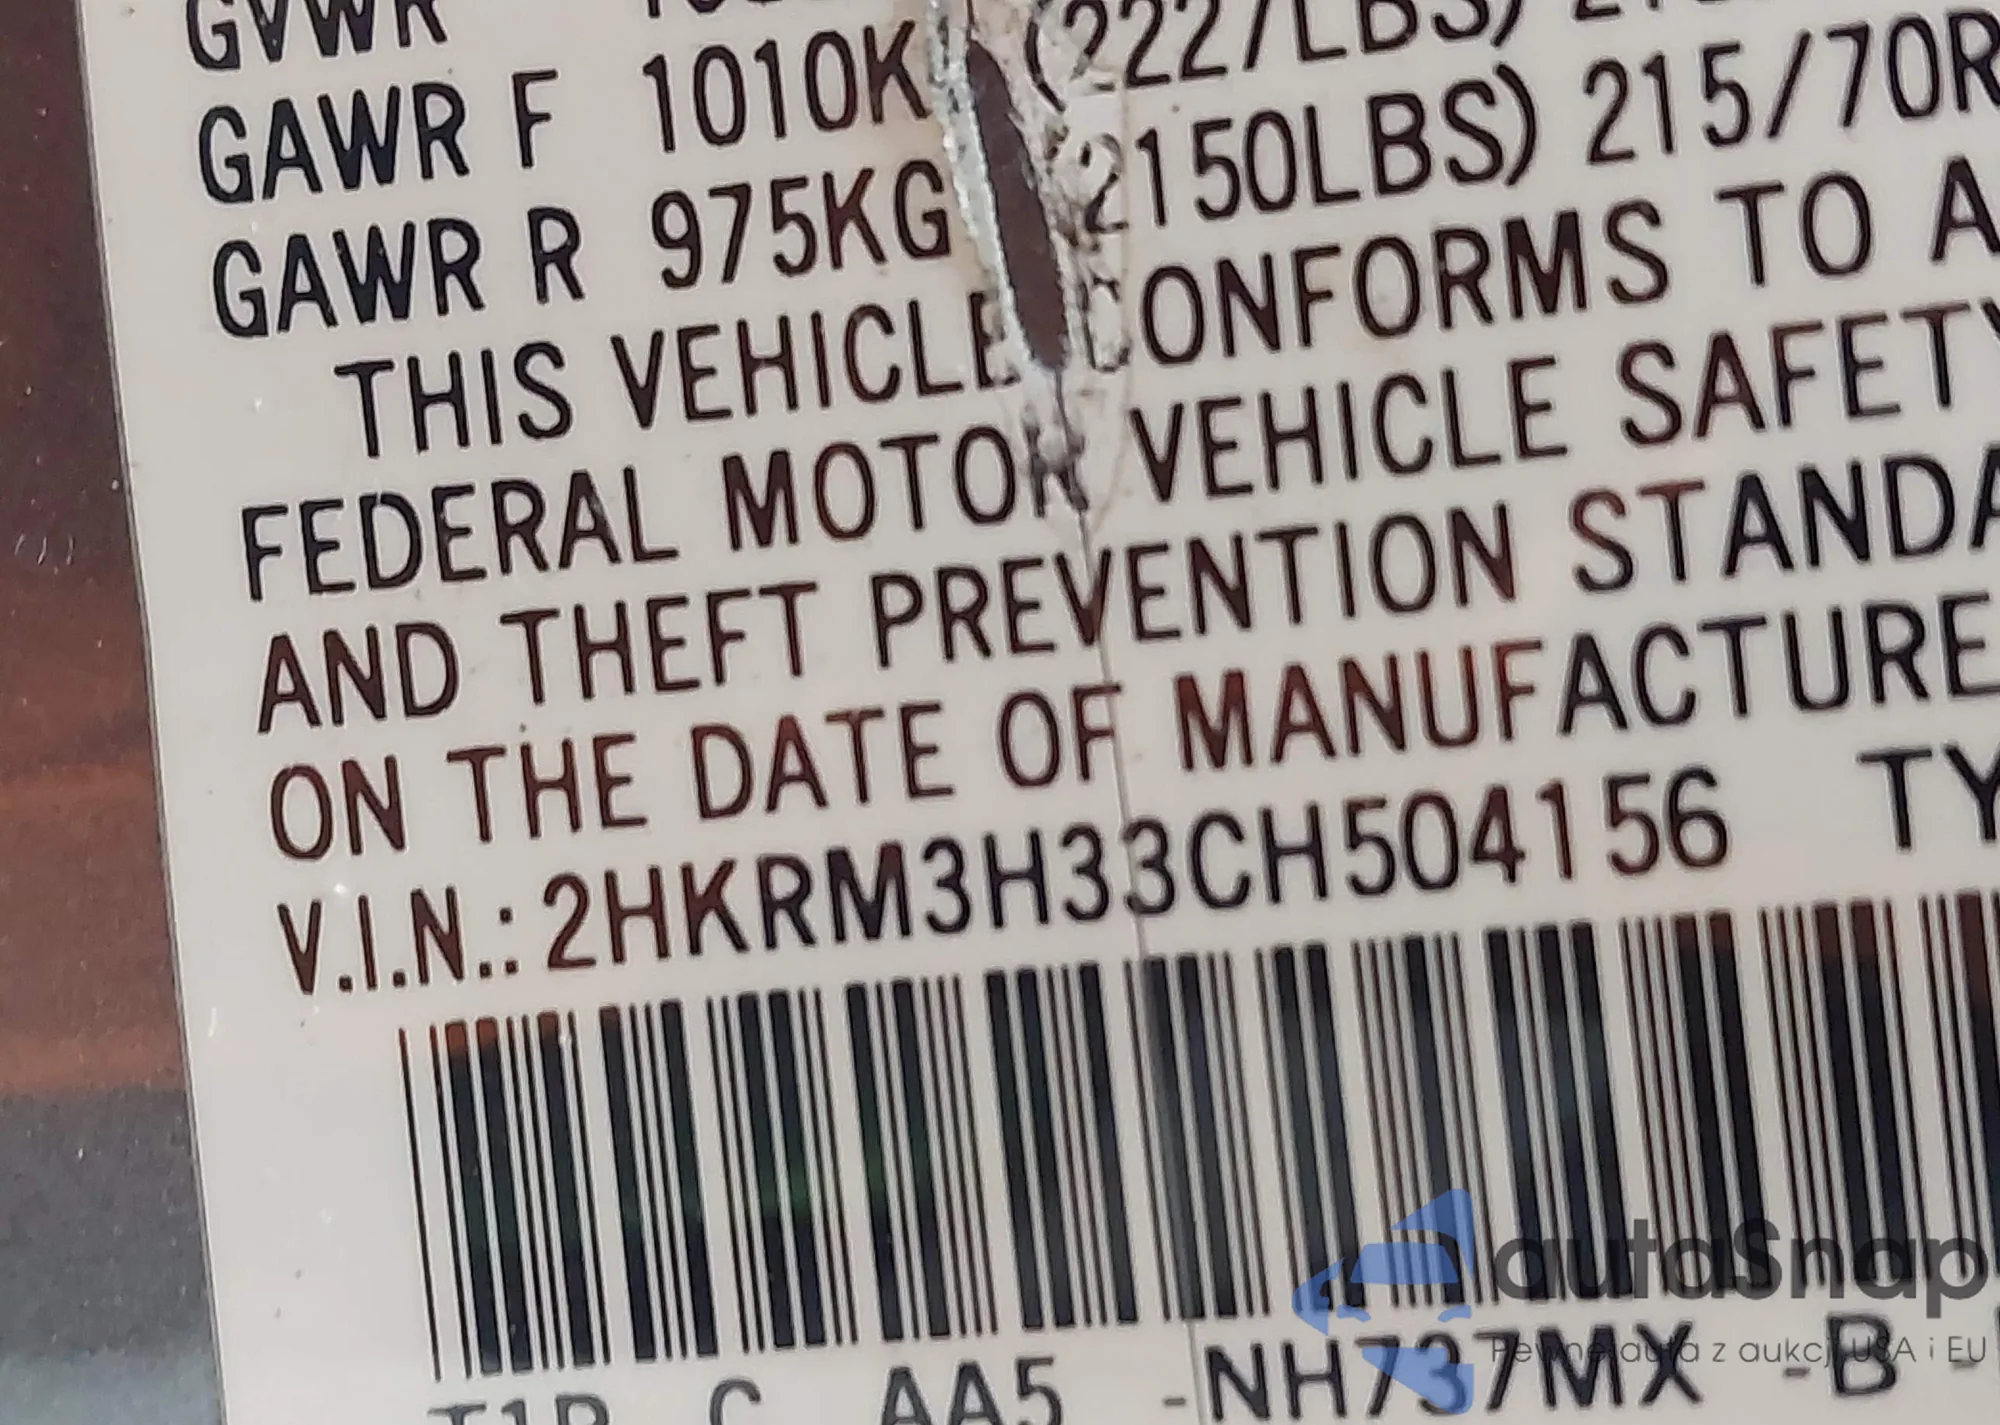 GVWR
GAWR F 1010K (2227LBS)
GAWR R 975KG 2150LBS) 215/70R
THIS VEHICLE CONFORMS TO A
FEDERAL MOTOR VEHICLE SAFETY
AND THEFT PREVENTION STANDA
ON THE DATE OF MANUFACTURE
V.I.N.: 2HKRM3H33CH504156 TY
C AA5 -NH737MX -B-
autaSnap
Pewne auta z aukcji USA i EU